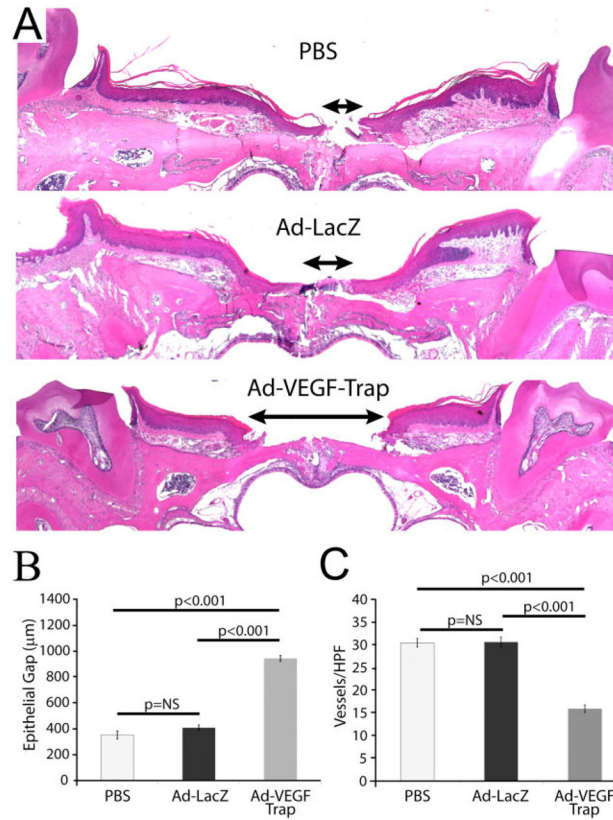 A
PBS
Ad-LacZ
Ad-VEGF-Trap
B
p<0.001
p<0.001
p=NS
Epithelial Gap (μm)
1400
1200
1000
800
600
400
200
0
PBS
Ad-LacZ
Ad-VEGF
Trap
C
p<0.001
p=NS
p<0.001
Vessels/HPF
40
35
30
25
20
15
10
5
0
PBS
Ad-LacZ
Ad-VEGF
Trap